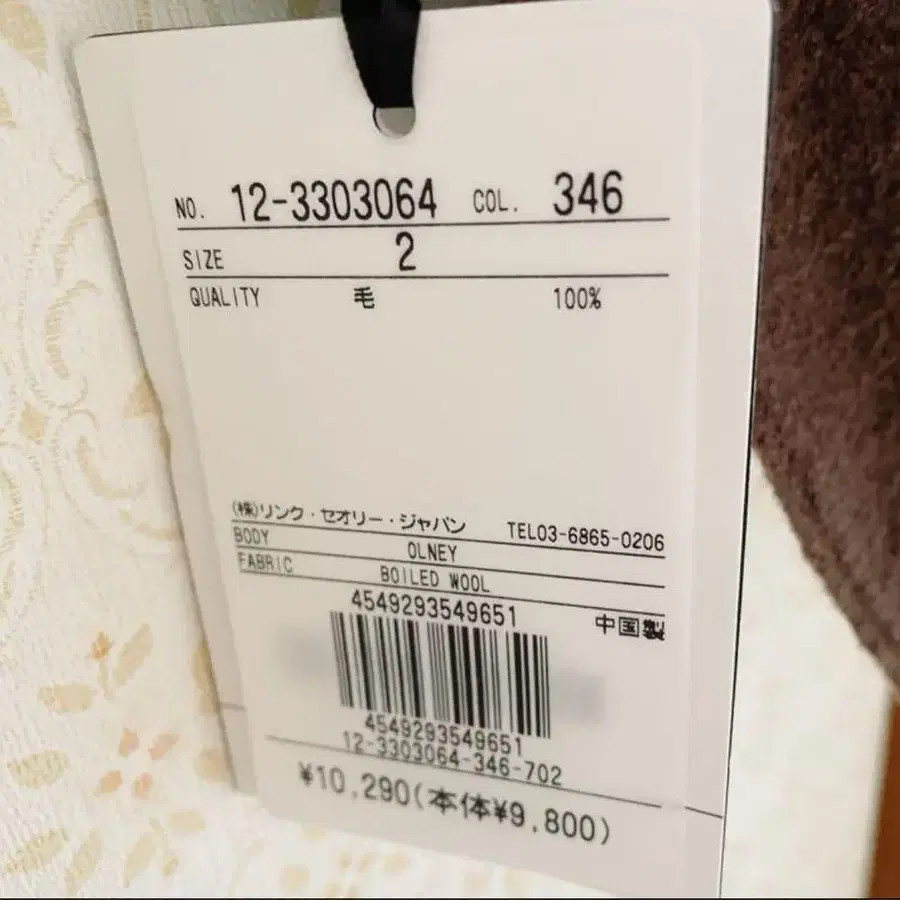 NO. 12-3303064 COL. 346
SIZE 2
QUALITY 毛 100%
(株)リンク・セオリー・ジャパン TEL03-6865-0206
BODY OLNEY
FABRIC BOILED WOOL
4549293549651 中国製
4549293549651
12-3303064-346-702
¥10,290(本体¥9,800)